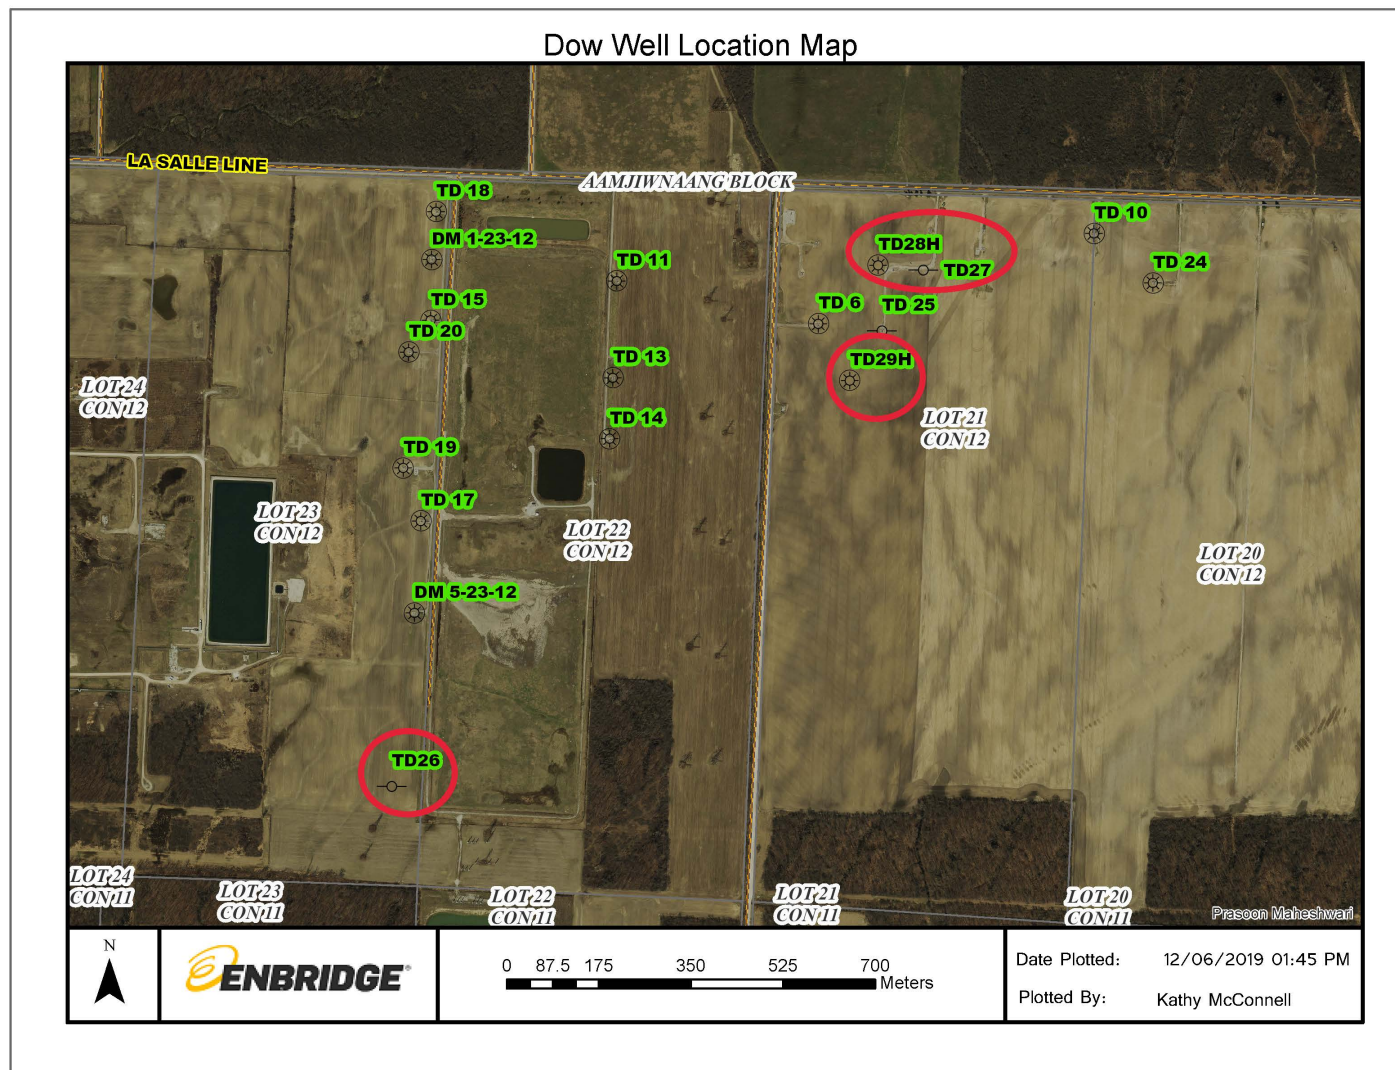 Dow Well Location Map
LA SALLE LINE
AAMJIWNAANG BLOCK
TD 18
DM 1-23-12
TD 15
TD 20
TD 11
TD 13
TD 14
TD 19
TD 17
DM 5-23-12
TD26
TD28H
TD27
TD 6
TD 25
TD29H
TD 10
TD 24
LOT 24
CON 12
LOT 23
CON 12
LOT 22
CON 12
LOT 21
CON 12
LOT 20
CON 12
LOT 24
CON 11
LOT 23
CON 11
LOT 22
CON 11
LOT 21
CON 11
LOT 20
CON 11
Prasoon Maheshwari
N
ENBRIDGE®
0 87.5 175 350 525 700
Meters
Date Plotted: 12/06/2019 01:45 PM
Plotted By: Kathy McConnell